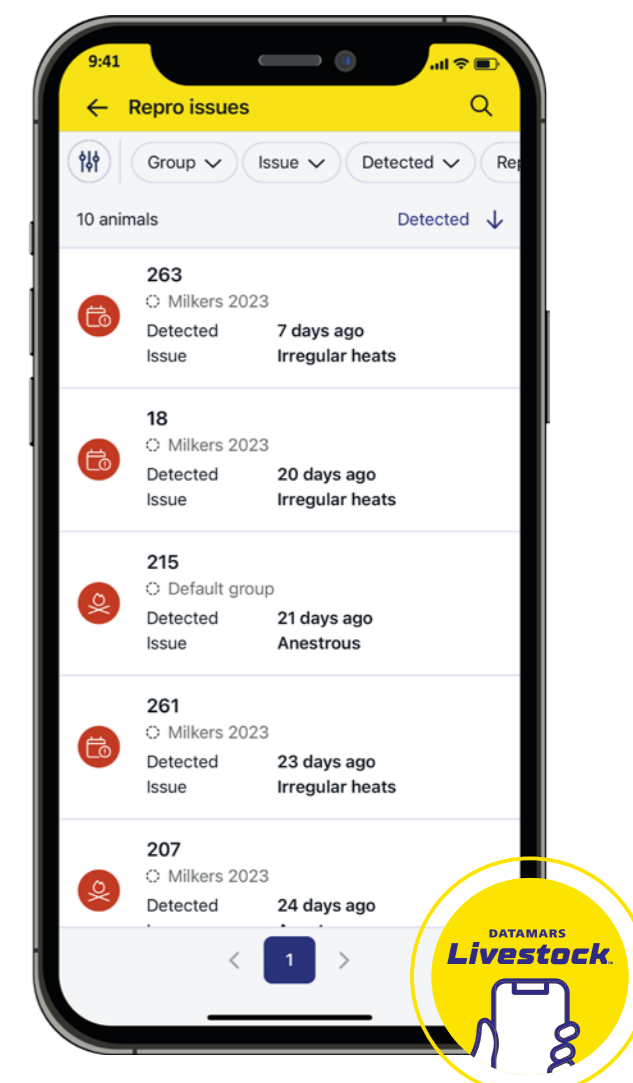 9:41
Repro issues
Group Issue Detected
10 animals Detected
263
Milkers 2023
Detected 7 days ago
Issue Irregular heats
18
Milkers 2023
Detected 20 days ago
Issue Irregular heats
215
Default group
Detected 21 days ago
Issue Anestrous
261
Milkers 2023
Detected 23 days ago
Issue Irregular heats
207
Milkers 2023
Detected 24 days ago
1
DATAMARS
Livestock